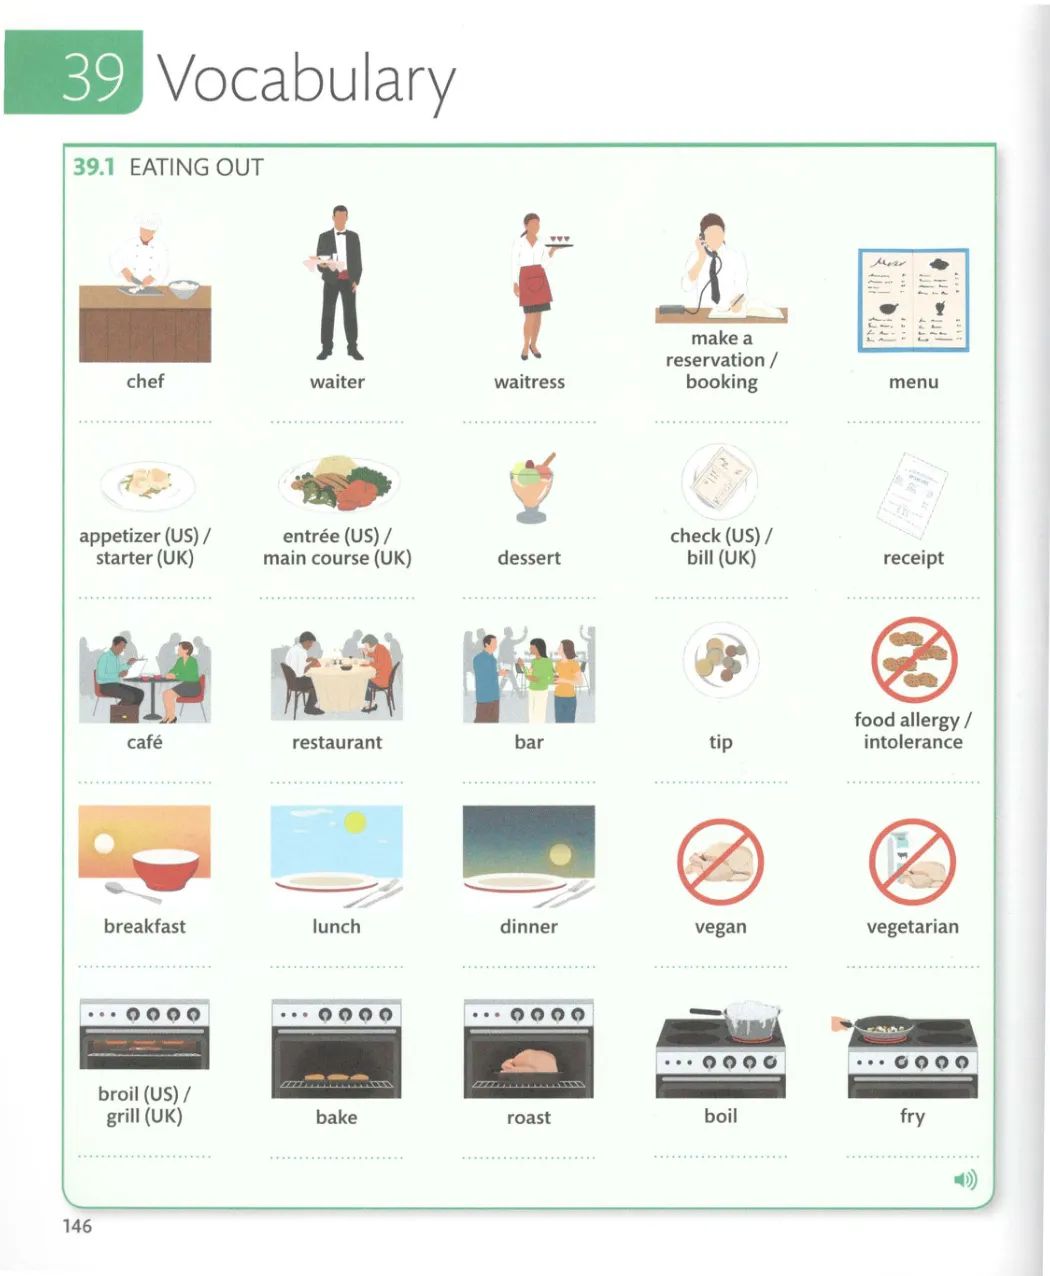 39 Vocabulary
39.1 EATING OUT
chef
waiter
waitress
make a
reservation /
booking
menu
appetizer (US) /
starter (UK)
entrée (US) /
main course (UK)
dessert
check (US) /
bill (UK)
receipt
café
restaurant
bar
tip
food allergy /
intolerance
breakfast
lunch
dinner
vegan
vegetarian
broil (US) /
grill (UK)
bake
roast
boil
fry
146